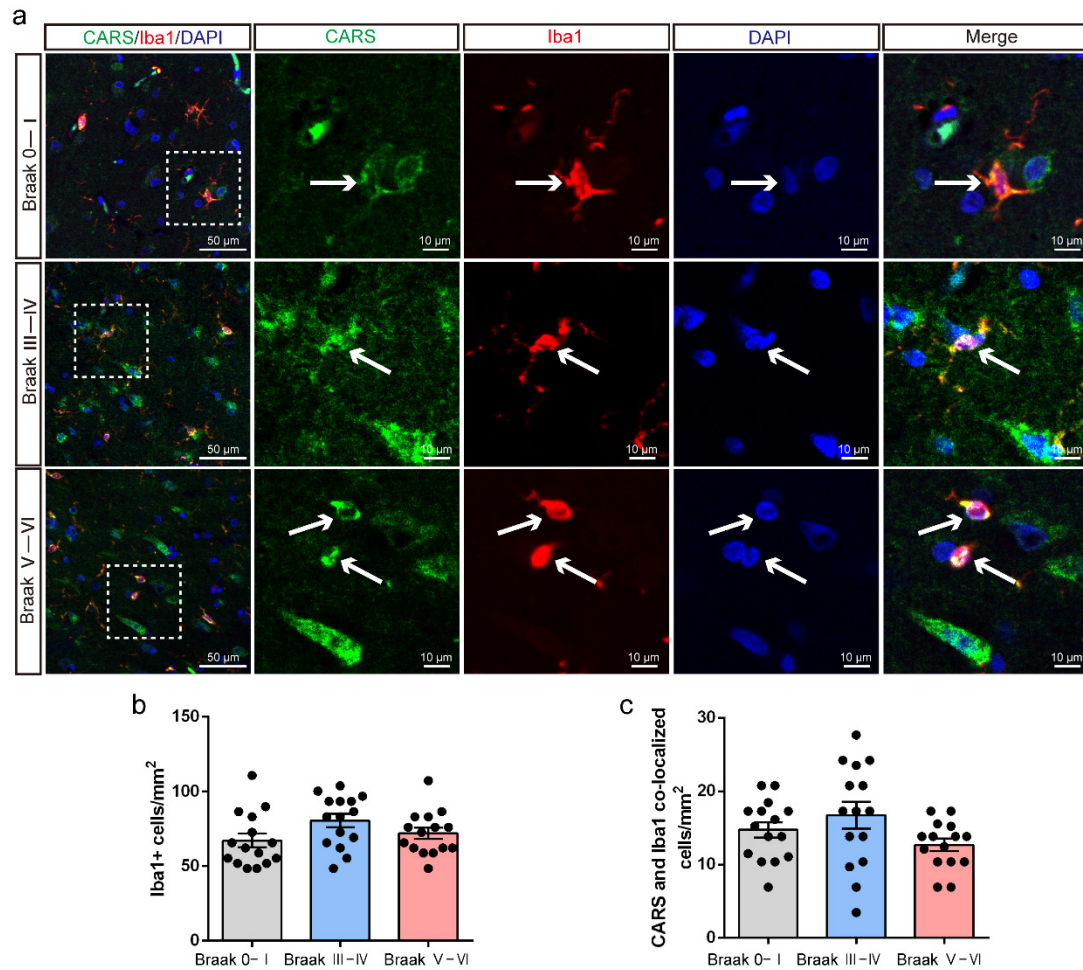 a
CARS/Iba1/DAPI CARS Iba1 DAPI Merge
Braak 0— I
50 μm 10 μm 10 μm 10 μm 10 μm
Braak III—IV
50 μm 10 μm 10 μm 10 μm 10 μm
Braak V—VI
50 μm 10 μm 10 μm 10 μm 10 μm
b
Iba1+ cells/mm²
150
100
50
0
Braak 0– I Braak III–IV Braak V–VI
c
CARS and Iba1 co-localized
cells/mm²
30
20
10
0
Braak 0– I Braak III–IV Braak V–VI